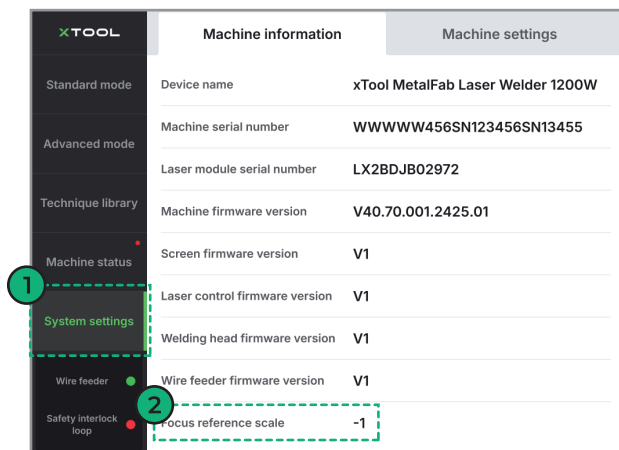 XTOOL
Machine information
Machine settings
Standard mode
Advanced mode
Technique library
Machine status
1
System settings
Wire feeder
Safety interlock
loop
Device name xTool MetalFab Laser Welder 1200W
Machine serial number WWWWW456SN123456SN13455
Laser module serial number LX2BDJB02972
Machine firmware version V40.70.001.2425.01
Screen firmware version V1
Laser control firmware version V1
Welding head firmware version V1
Wire feeder firmware version V1
2
Focus reference scale -1